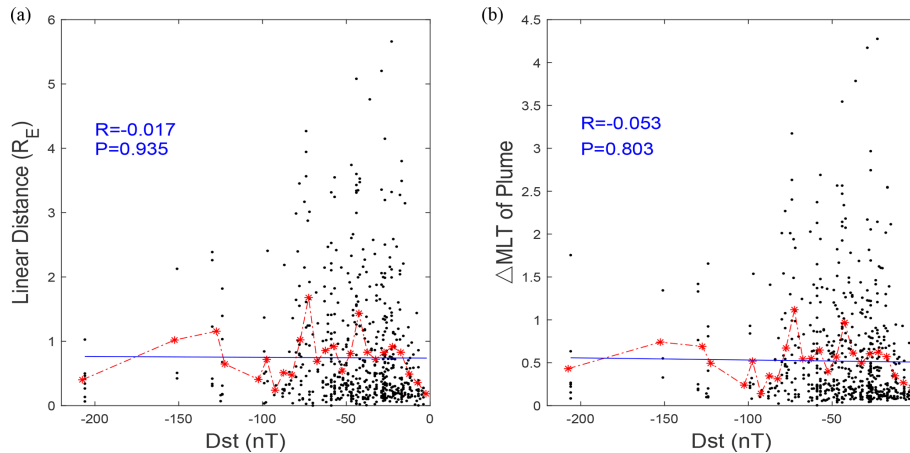 (a)
6
5
4
3
2
1
0
Linear Distance (R_E)
R=-0.017
P=0.935
-200
-150
-100
-50
0
Dst (nT)
(b)
4.5
4
3.5
3
2.5
2
1.5
1
0.5
0
△MLT of Plume
R=-0.053
P=0.803
-200
-150
-100
-50
Dst (nT)